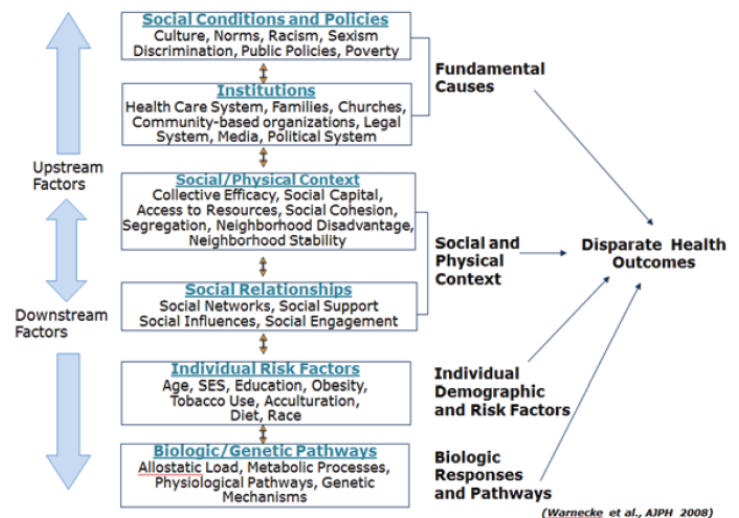 Social Conditions and Policies
Culture, Norms, Racism, Sexism
Discrimination, Public Policies, Poverty
Institutions
Health Care System, Families, Churches,
Community-based organizations, Legal
System, Media, Political System
Social/Physical Context
Collective Efficacy, Social Capital,
Access to Resources, Social Cohesion,
Segregation, Neighborhood Disadvantage,
Neighborhood Stability
Social Relationships
Social Networks, Social Support
Social Influences, Social Engagement
Individual Risk Factors
Age, SES, Education, Obesity,
Tobacco Use, Acculturation,
Diet, Race
Biologic/Genetic Pathways
Allostatic Load, Metabolic Processes,
Physiological Pathways, Genetic
Mechanisms
Upstream
Factors
Downstream
Factors
Fundamental
Causes
Social and
Physical
Context
Individual
Demographic
and Risk Factors
Biologic
Responses
and Pathways
Disparate Health
Outcomes
(Warnecke et al., AJPH 2008)